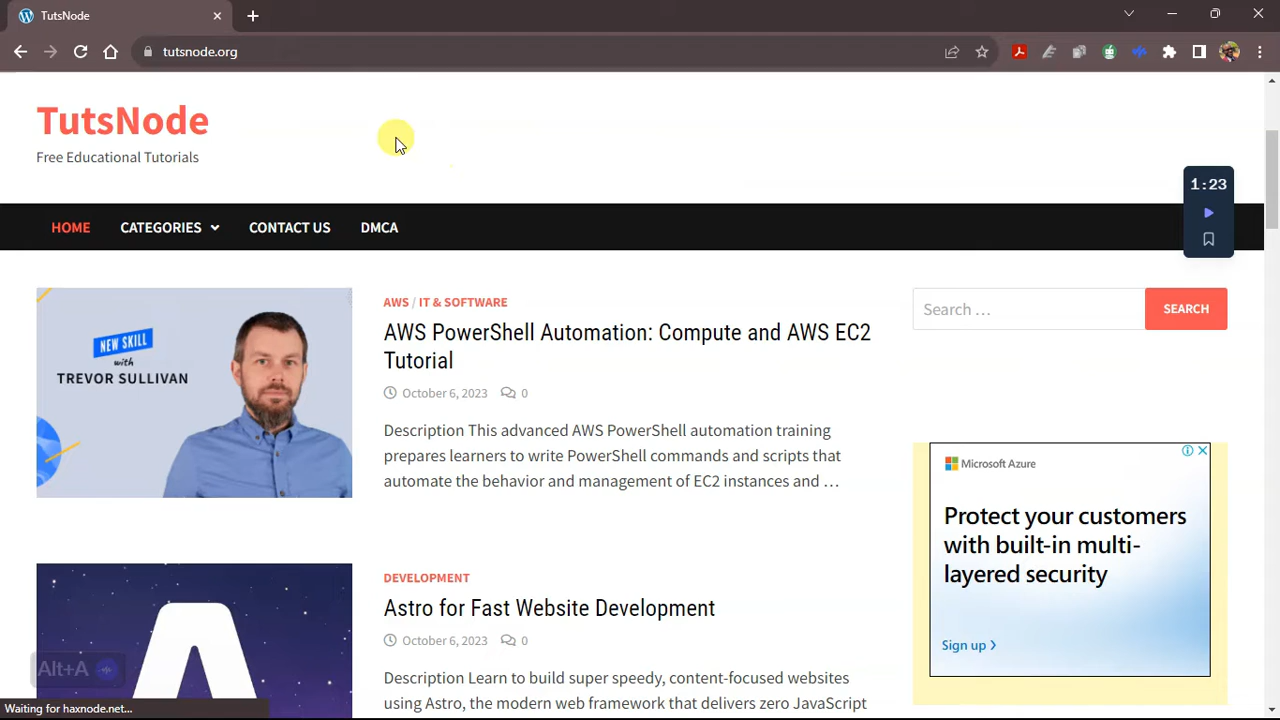 TutsNode
tutsnode.org
TutsNode
Free Educational Tutorials
1:23
HOME
CATEGORIES
CONTACT US
DMCA
NEW SKILL
with
TREVOR SULLIVAN
AWS / IT & SOFTWARE
AWS PowerShell Automation: Compute and AWS EC2
Tutorial
October 6, 2023 0
Description This advanced AWS PowerShell automation training
prepares learners to write PowerShell commands and scripts that
automate the behavior and management of EC2 instances and …
Search …
SEARCH
Microsoft Azure
Protect your customers
with built-in multi-
layered security
Sign up >
A
DEVELOPMENT
Astro for Fast Website Development
October 6, 2023 0
Description Learn to build super speedy, content-focused websites
using Astro, the modern web framework that delivers zero JavaScript
Alt+A
Waiting for haxnode.net...